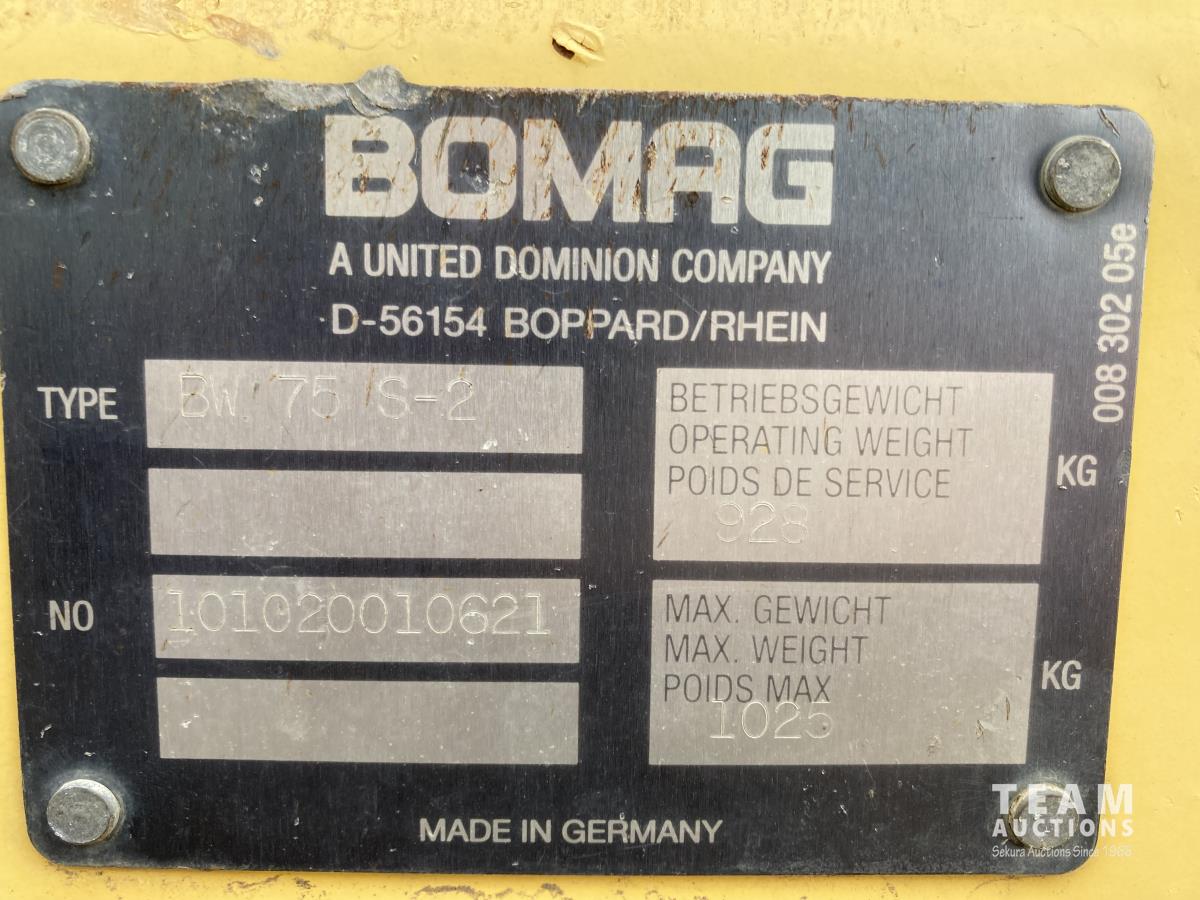 BOMAG
A UNITED DOMINION COMPANY
D-56154 BOPPARD/RHEIN
008 302 05e
TYPE BW 75 S-2
BETRIEBSGEWICHT
OPERATING WEIGHT
POIDS DE SERVICE
928 KG
NO 101020010621
MAX. GEWICHT
MAX. WEIGHT
POIDS MAX
1025 KG
MADE IN GERMANY
TEAM
AUCTIONS
Sekura Auctions Since 1966